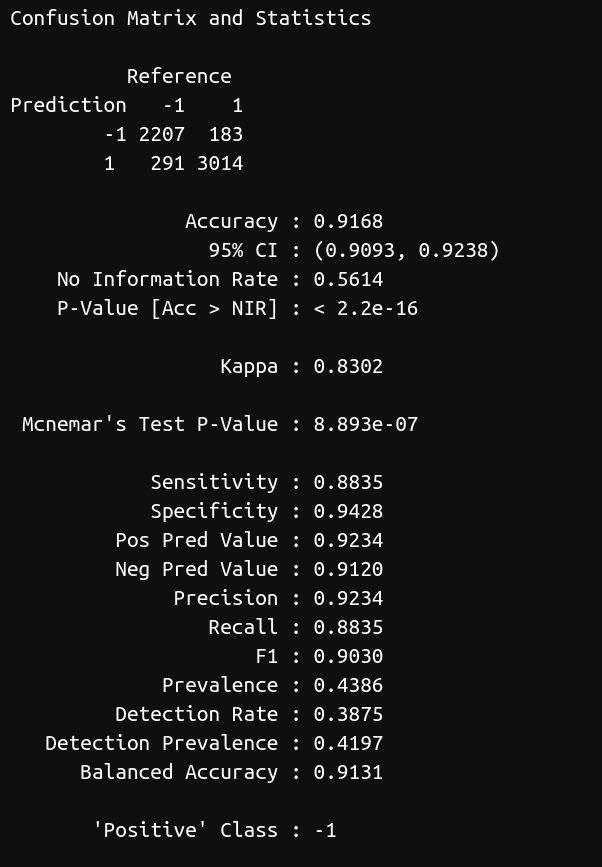 Confusion Matrix and Statistics

          Reference
Prediction   -1    1
        -1 2207  183
        1   291 3014

               Accuracy : 0.9168
                 95% CI : (0.9093, 0.9238)
    No Information Rate : 0.5614
    P-Value [Acc > NIR] : < 2.2e-16

                  Kappa : 0.8302

 Mcnemar's Test P-Value : 8.893e-07

            Sensitivity : 0.8835
            Specificity : 0.9428
         Pos Pred Value : 0.9234
         Neg Pred Value : 0.9120
              Precision : 0.9234
                 Recall : 0.8835
                     F1 : 0.9030
             Prevalence : 0.4386
         Detection Rate : 0.3875
   Detection Prevalence : 0.4197
      Balanced Accuracy : 0.9131

       'Positive' Class : -1